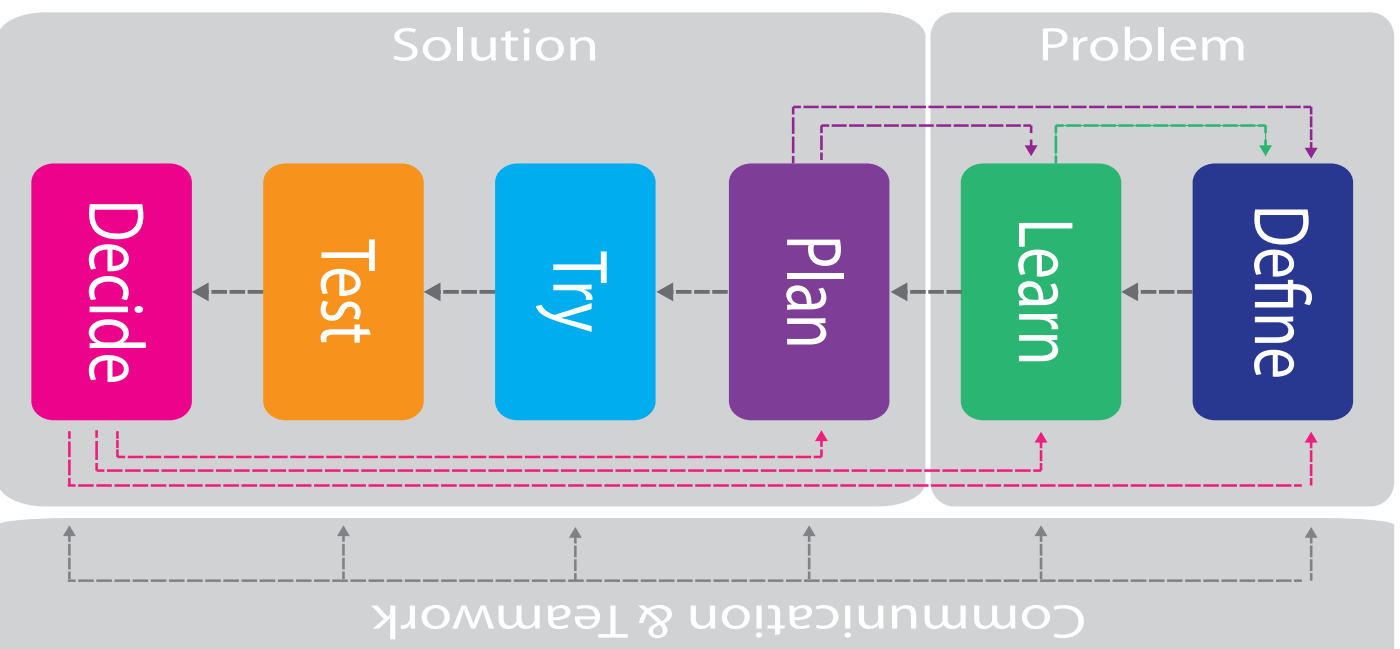 Solution
Problem
Decide
Test
Try
Plan
Learn
Define
Communication & Teamwork